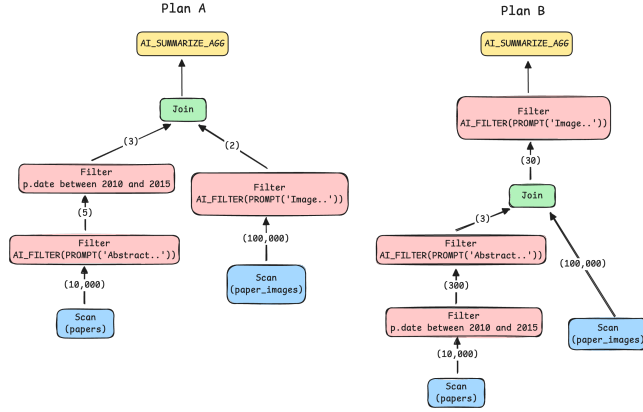 Plan A
AI_SUMMARIZE_AGG
Join
(3)
(2)
Filter
p.date between 2010 and 2015
Filter
AI_FILTER(PROMPT('Image..'))
(5)
(100,000)
Filter
AI_FILTER(PROMPT('Abstract..'))
Scan
(paper_images)
(10,000)
Scan
(papers)
Plan B
AI_SUMMARIZE_AGG
Filter
AI_FILTER(PROMPT('Image..'))
(30)
Join
(3)
Filter
AI_FILTER(PROMPT('Abstract..'))
(100,000)
(300)
Filter
p.date between 2010 and 2015
Scan
(paper_images)
(10,000)
Scan
(papers)